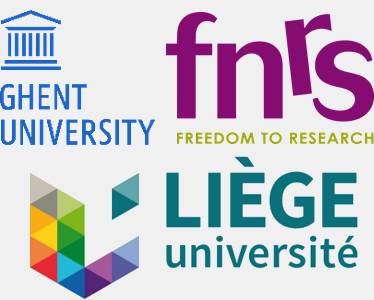 GHENT
UNIVERSITY
fnrs
FREEDOM TO RESEARCH
LIÈGE
université